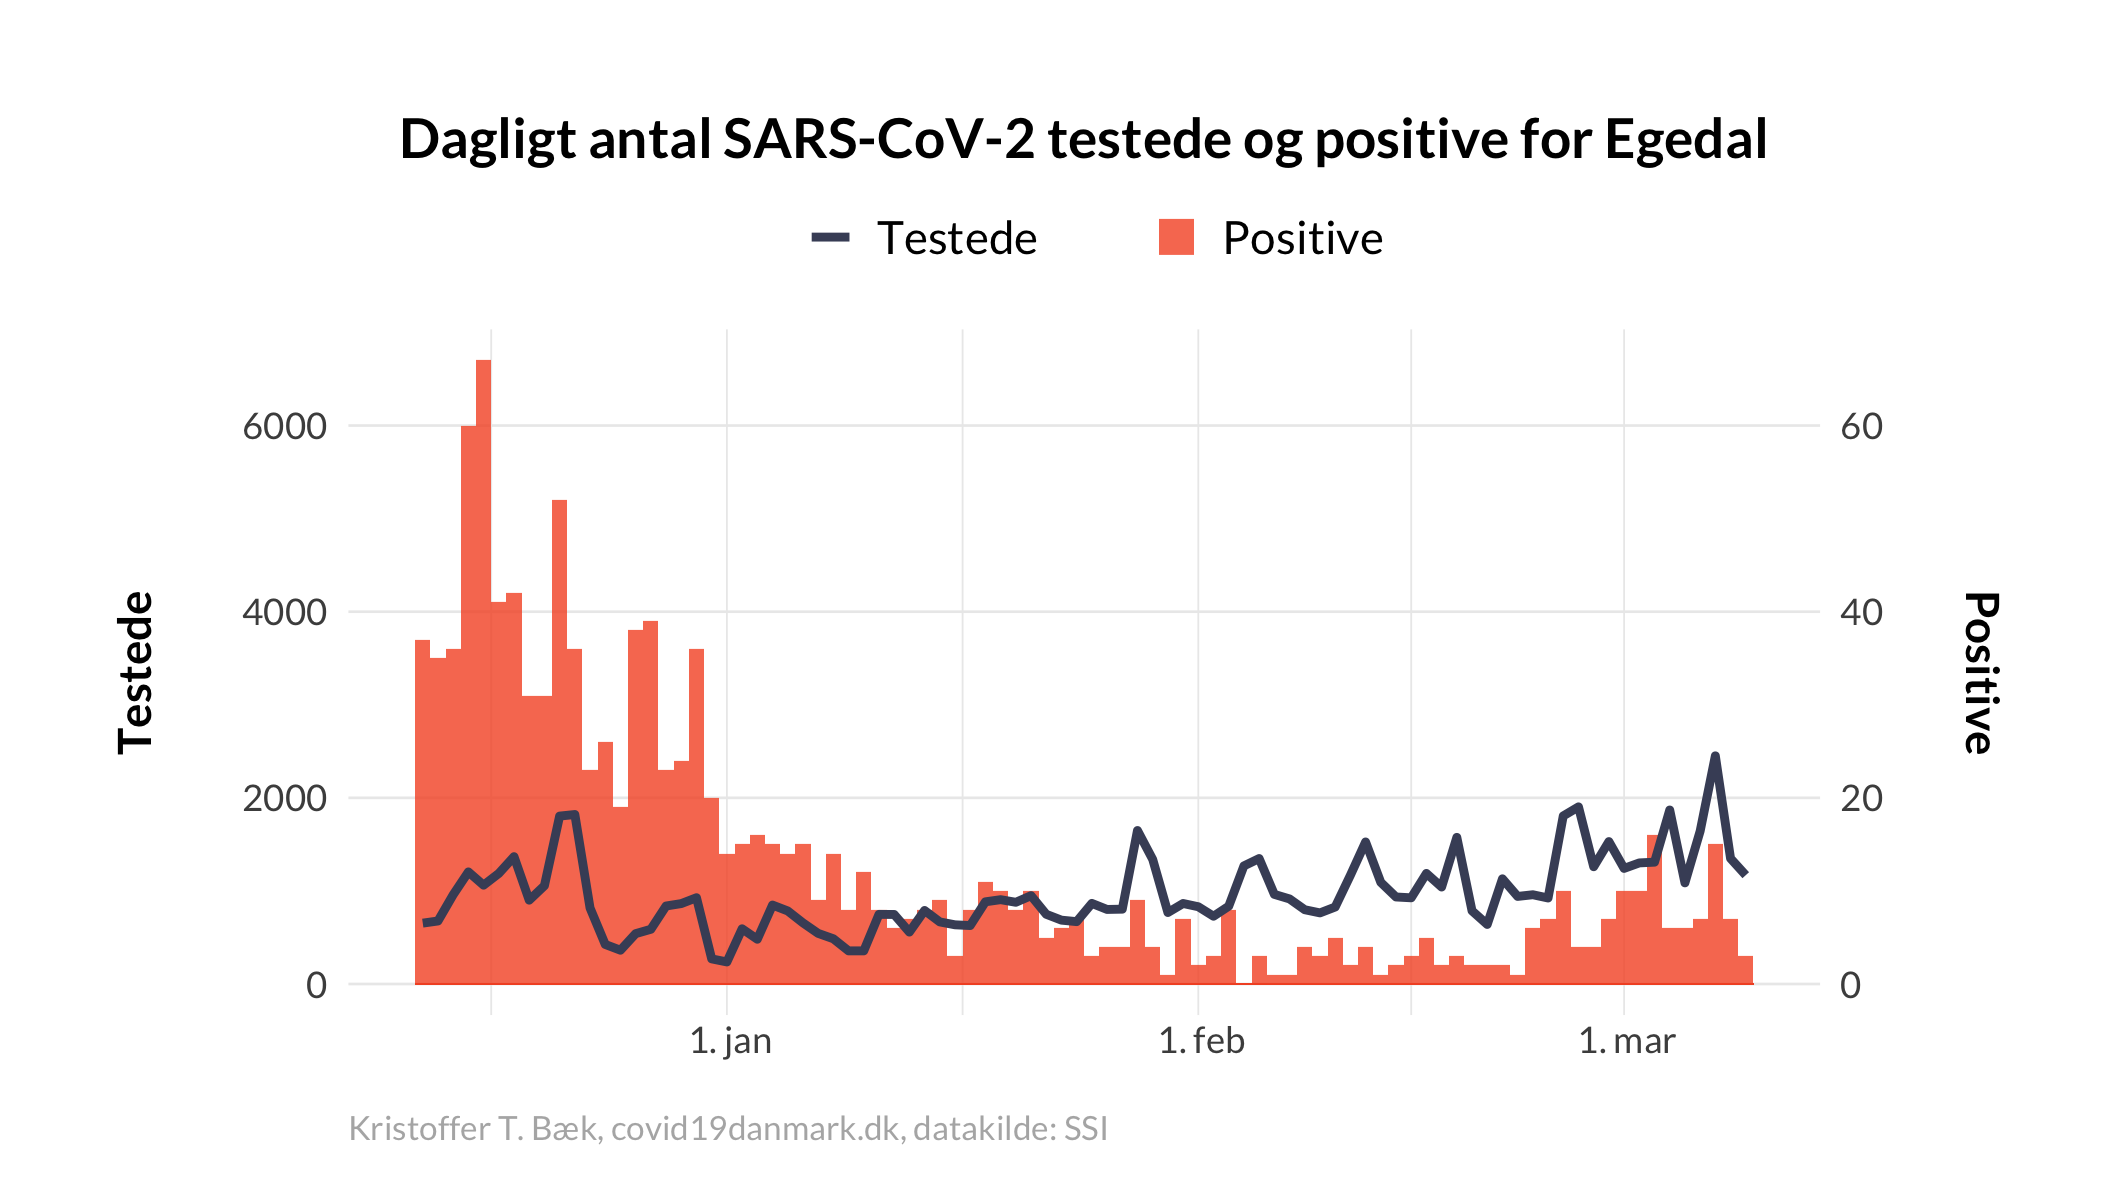 Dagligt antal SARS-CoV-2 testede og positive for Egedal
Testede Positive
6000 60
4000 40
2000 20
0 0
Testede
Positive
1. jan 1. feb 1. mar
Kristoffer T. Bæk, covid19danmark.dk, datakilde: SSI